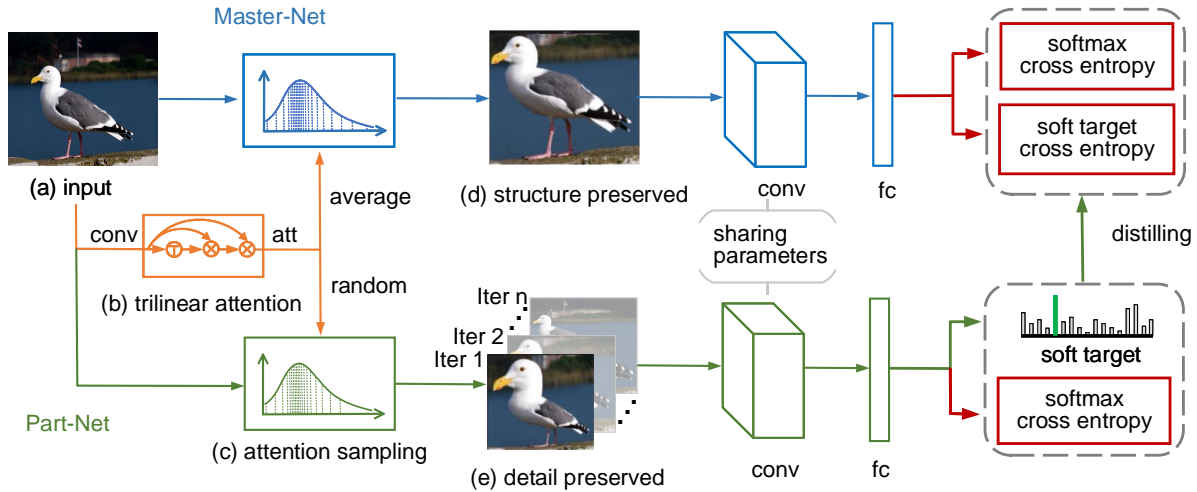 Master-Net
(a) input
conv
att
average
(b) trilinear attention
random
(d) structure preserved
conv
fc
softmax
cross entropy
soft target
cross entropy
sharing
parameters
distilling
Part-Net
(c) attention sampling
Iter n
Iter 2
Iter 1
(e) detail preserved
conv
fc
soft target
softmax
cross entropy